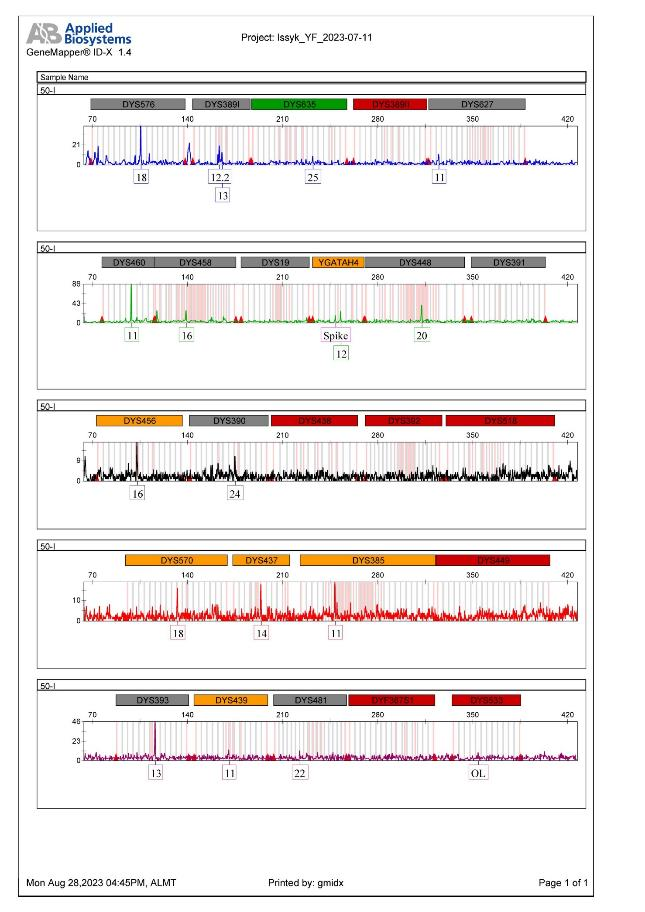 AB Applied
Biosystems
GeneMapper® ID-X 1.4
Project: Issyk_YF_2023-07-11
Sample Name
50-I
DYS576 DYS389I DYS635 DYS389II DYS627
70 140 210 280 350 420
21
0
18 12.2 25 11
13
50-I
DYS460 DYS458 DYS19 YGATAH4 DYS448 DYS391
70 140 210 280 350 420
88
43
0
11 16 Spike 20
12
50-I
DYS456 DYS390 DYS438 DYS392 DYS518
70 140 210 280 350 420
9
0
16 24
50-I
DYS570 DYS437 DYS385 DYS449
70 140 210 280 350 420
10
0
18 14 11
50-I
DYS393 DYS439 DYS481 DYF387S1 DYS533
70 140 210 280 350 420
46
23
0
13 11 22 OL
Mon Aug 28,2023 04:45PM, ALMT Printed by: gmidx Page 1 of 1